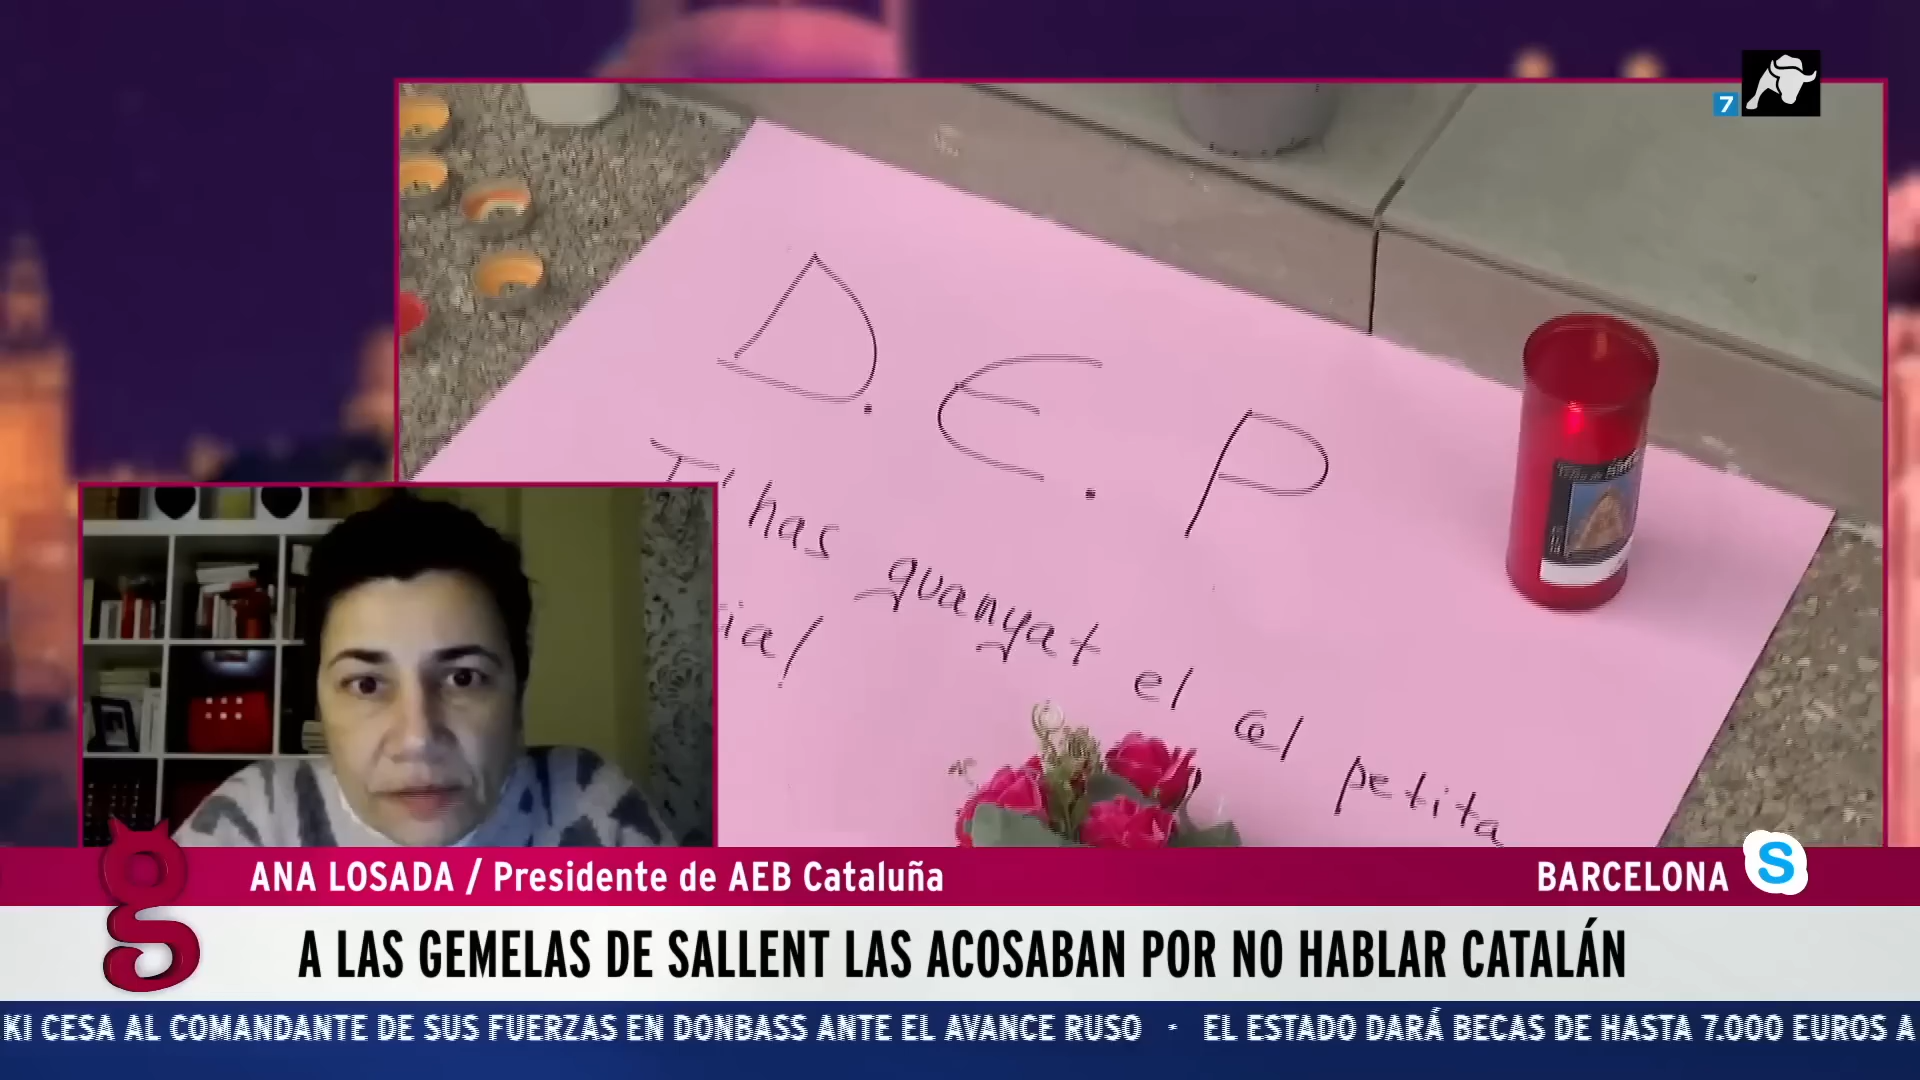 7
D.E.P
T'has guanyat el cel petita
ANA LOSADA / Presidente de AEB Cataluña
BARCELONA
S
g
A LAS GEMELAS DE SALLENT LAS ACOSABAN POR NO HABLAR CATALÁN
KI CESA AL COMANDANTE DE SUS FUERZAS EN DONBASS ANTE EL AVANCE RUSO - EL ESTADO DARÁ BECAS DE HASTA 7.000 EUROS A